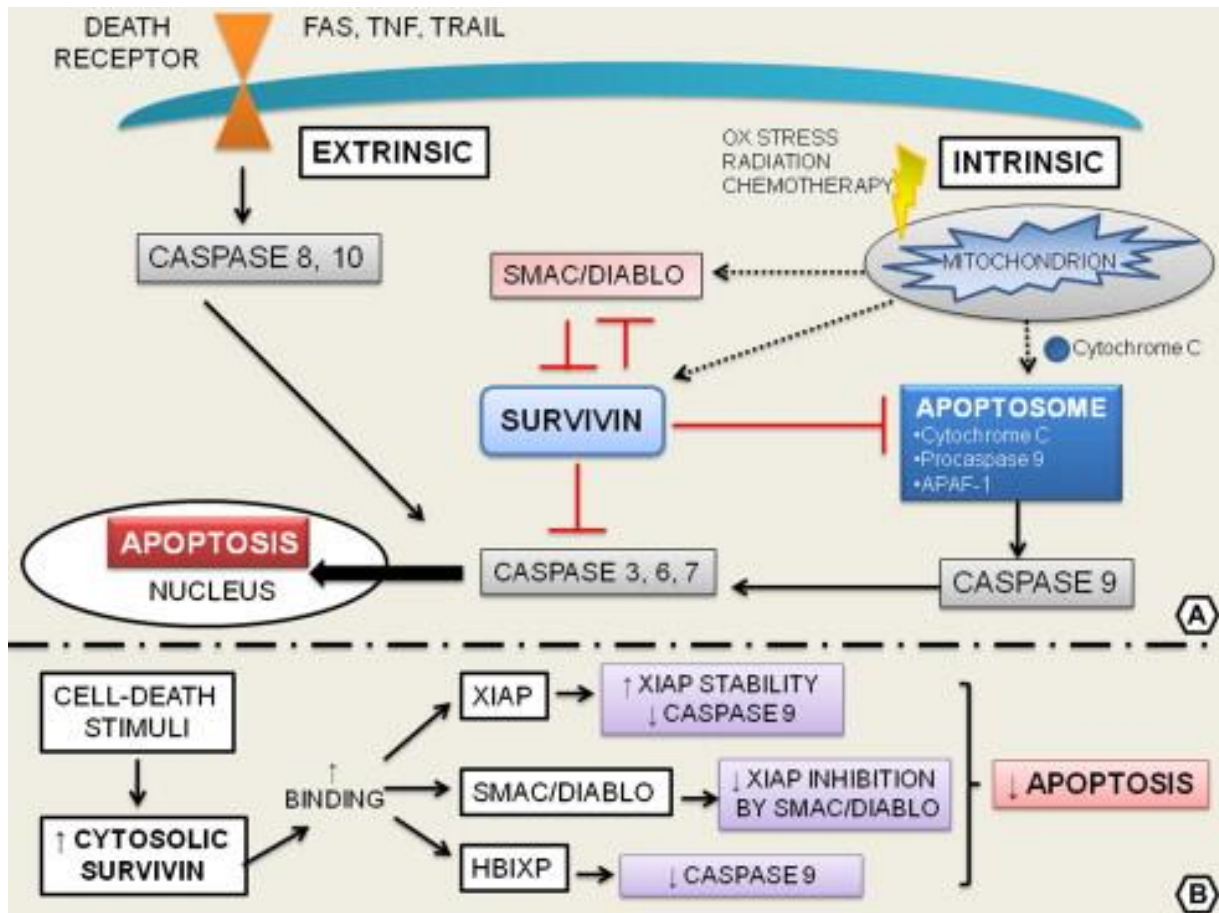 DEATH
RECEPTOR
FAS, TNF, TRAIL
EXTRINSIC
OX STRESS
RADIATION
CHEMOTHERAPY
INTRINSIC
CASPASE 8, 10
SMAC/DIABLO
MITOCHONDRION
Cytochrome C
SURVIVIN
APOPTOSOME
•Cytochrome C
•Procaspase 9
•APAF-1
APOPTOSIS
NUCLEUS
CASPASE 3, 6, 7
CASPASE 9
A
CELL-DEATH
STIMULI
↑ CYTOSOLIC
SURVIVIN
↑
BINDING
XIAP
↑ XIAP STABILITY
↓ CASPASE 9
SMAC/DIABLO
↓ XIAP INHIBITION
BY SMAC/DIABLO
HBIXP
↓ CASPASE 9
↓ APOPTOSIS
B